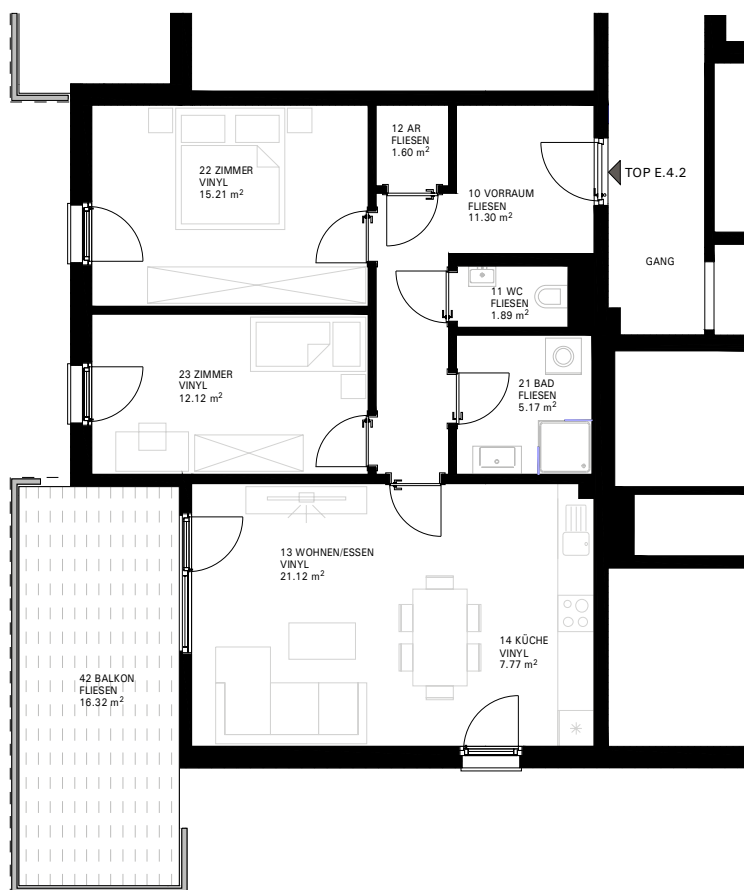 12 AR
FLIESEN
1.60 m²
22 ZIMMER
VINYL
15.21 m²
10 VORRAUM
FLIESEN
11.30 m²
TOP E.4.2
GANG
11 WC
FLIESEN
1.89 m²
23 ZIMMER
VINYL
12.12 m²
21 BAD
FLIESEN
5.17 m²
13 WOHNEN/ESSEN
VINYL
21.12 m²
14 KÜCHE
VINYL
7.77 m²
42 BALKON
FLIESEN
16.32 m²